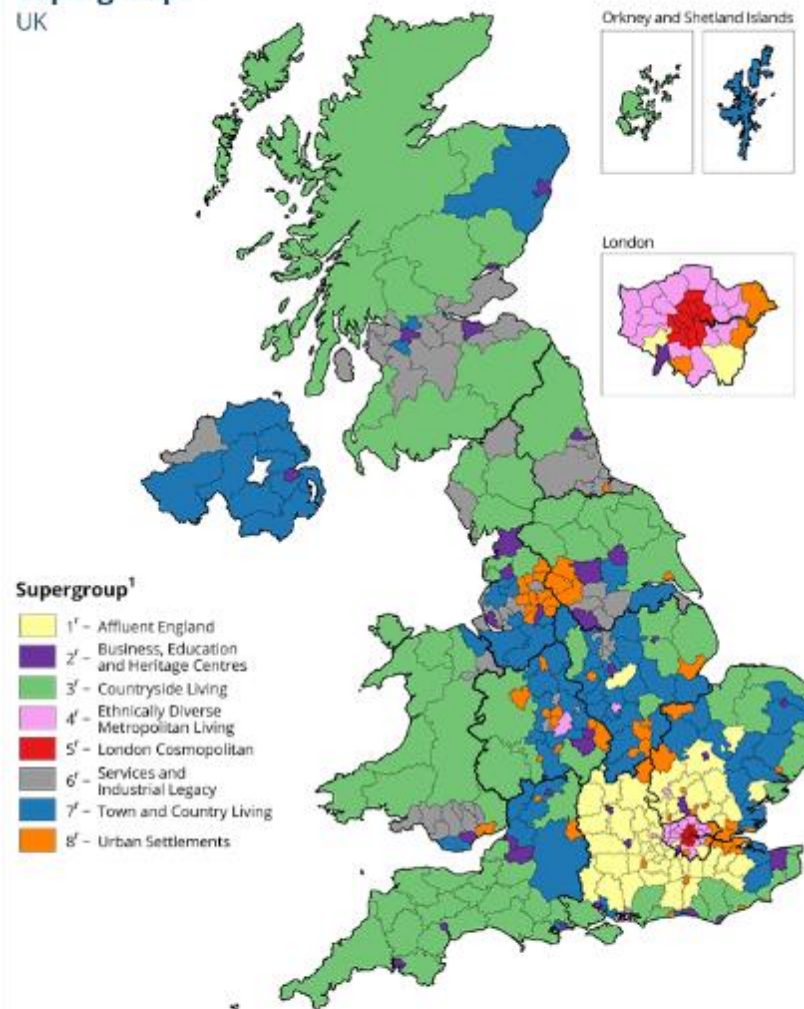 UK
Orkney and Shetland Islands
London
Supergroup¹
1ʳ – Affluent England
2ʳ – Business, Education
and Heritage Centres
3ʳ – Countryside Living
4ʳ – Ethnically Diverse
Metropolitan Living
5ʳ – London Cosmopolitan
6ʳ – Services and
Industrial Legacy
7ʳ – Town and Country Living
8ʳ – Urban Settlements